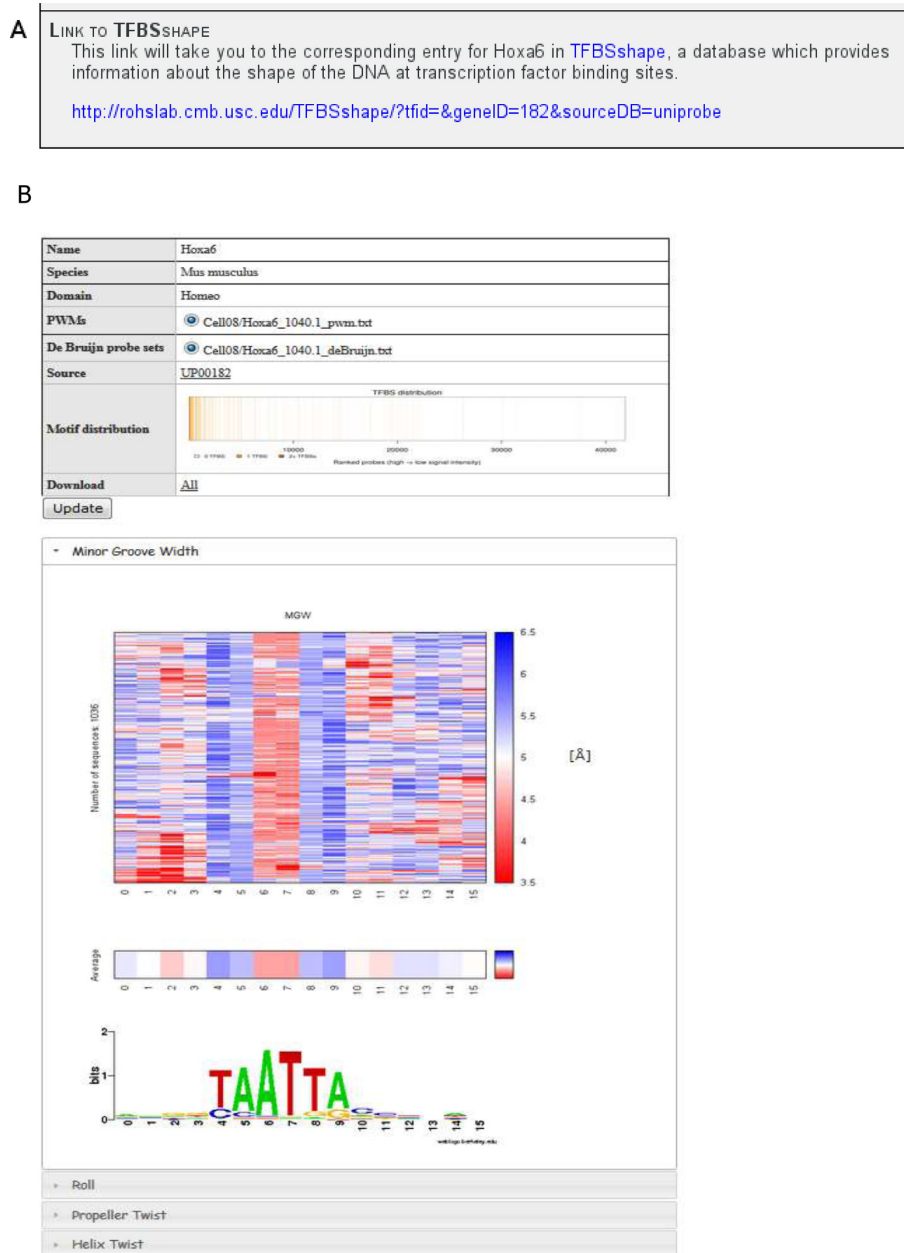 A
LINK TO TFBSSHAPE
This link will take you to the corresponding entry for Hoxa6 in TFBSshape, a database which provides
information about the shape of the DNA at transcription factor binding sites.
http://rohslab.cmb.usc.edu/TFBSshape/?tfid=&geneID=182&sourceDB=uniprobe
B
Name Hoxa6
Species Mus musculus
Domain Homeo
PWMs Cell08/Hoxa6_1040.1_pwm.txt
De Bruijn probe sets Cell08/Hoxa6_1040.1_deBruijn.txt
Source UP00182
Motif distribution
TFBS distribution
10000 20000 30000 40000
0 TFBS 1 TFBS 2+ TFBSs
Ranked probes (high -> low signal intensity)
Download All
Update
Minor Groove Width
MGW
Number of sequences: 1036
6.5
6
5.5
5
4.5
4
3.5
[Å]
0 1 2 3 4 5 6 7 8 9 10 11 12 13 14 15
Average
0 1 2 3 4 5 6 7 8 9 10 11 12 13 14 15
bits
2
1
0
TAATTA
0 1 2 3 4 5 6 7 8 9 10 11 12 13 14 15
weblogo.berkeley.edu
Roll
Propeller Twist
Helix Twist